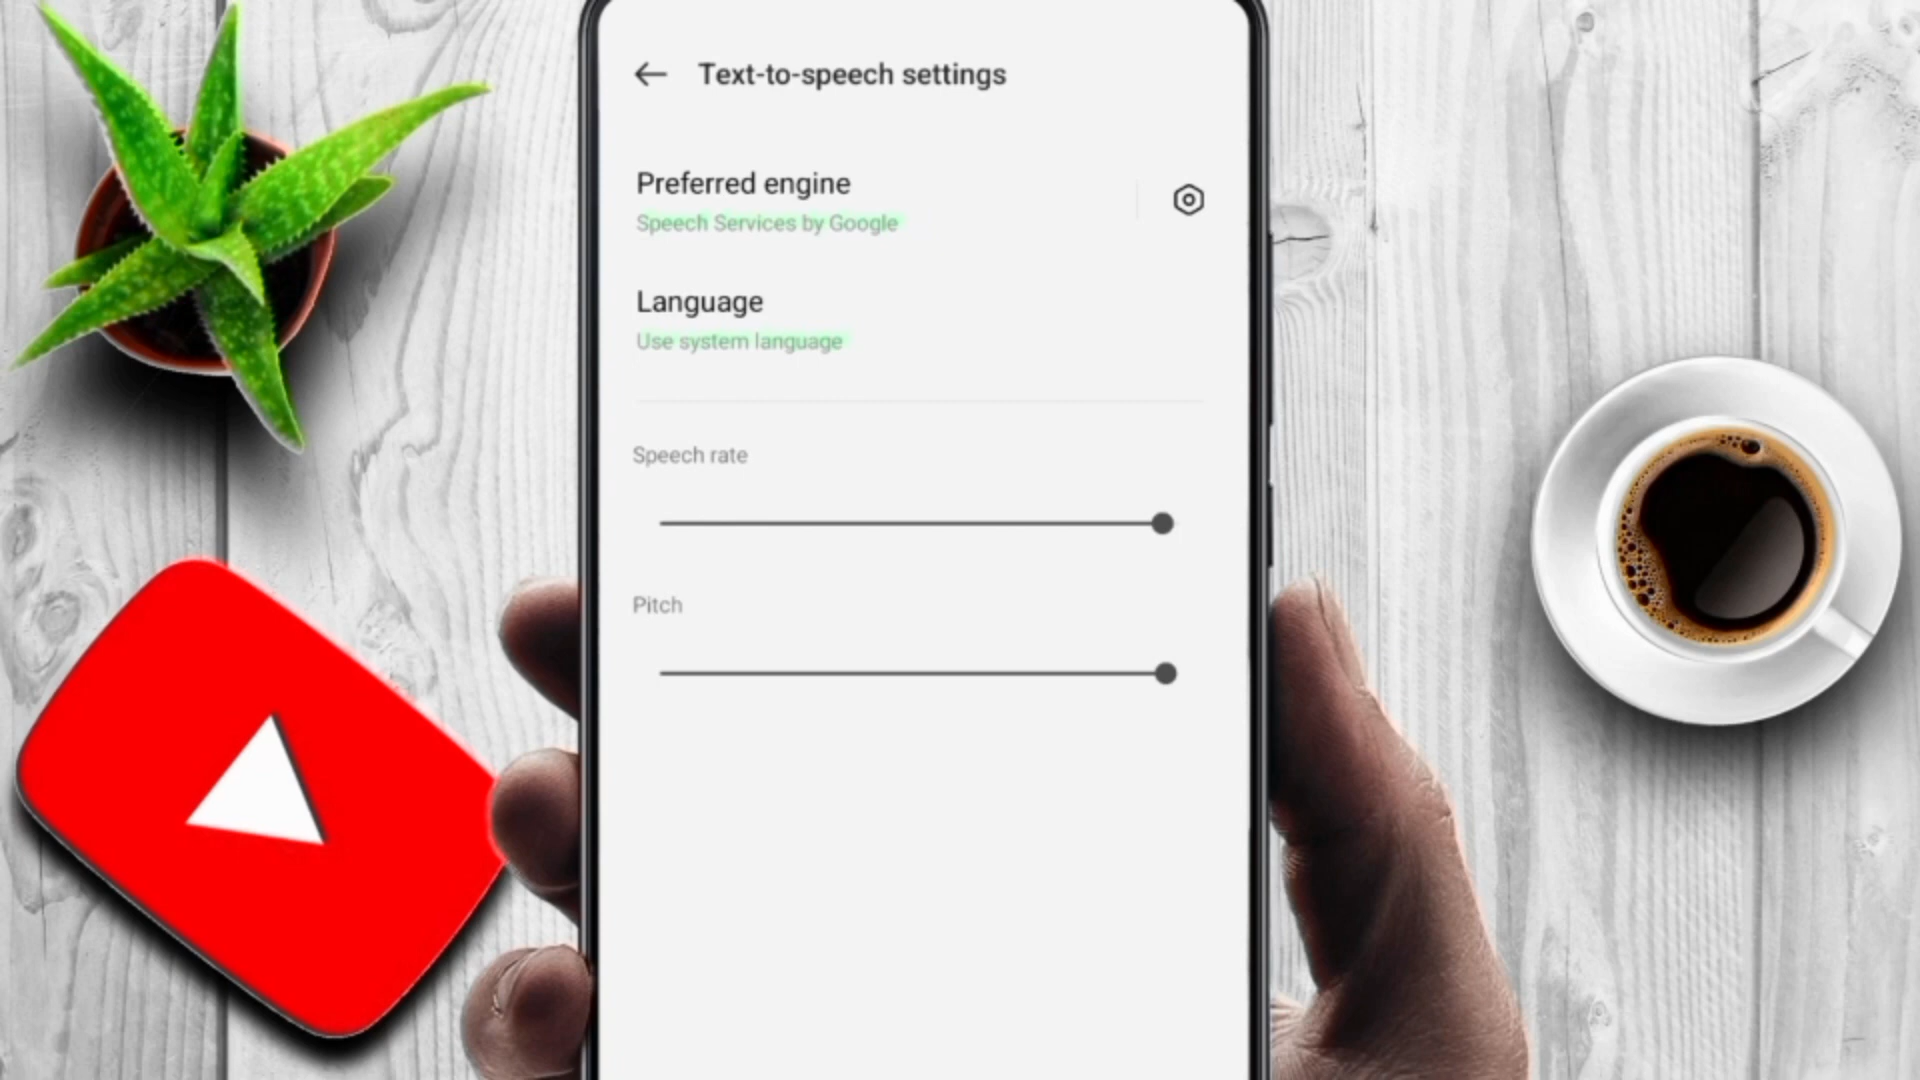 Text-to-speech settings
Preferred engine
Speech Services by Google
Language
Use system language
Speech rate
Pitch